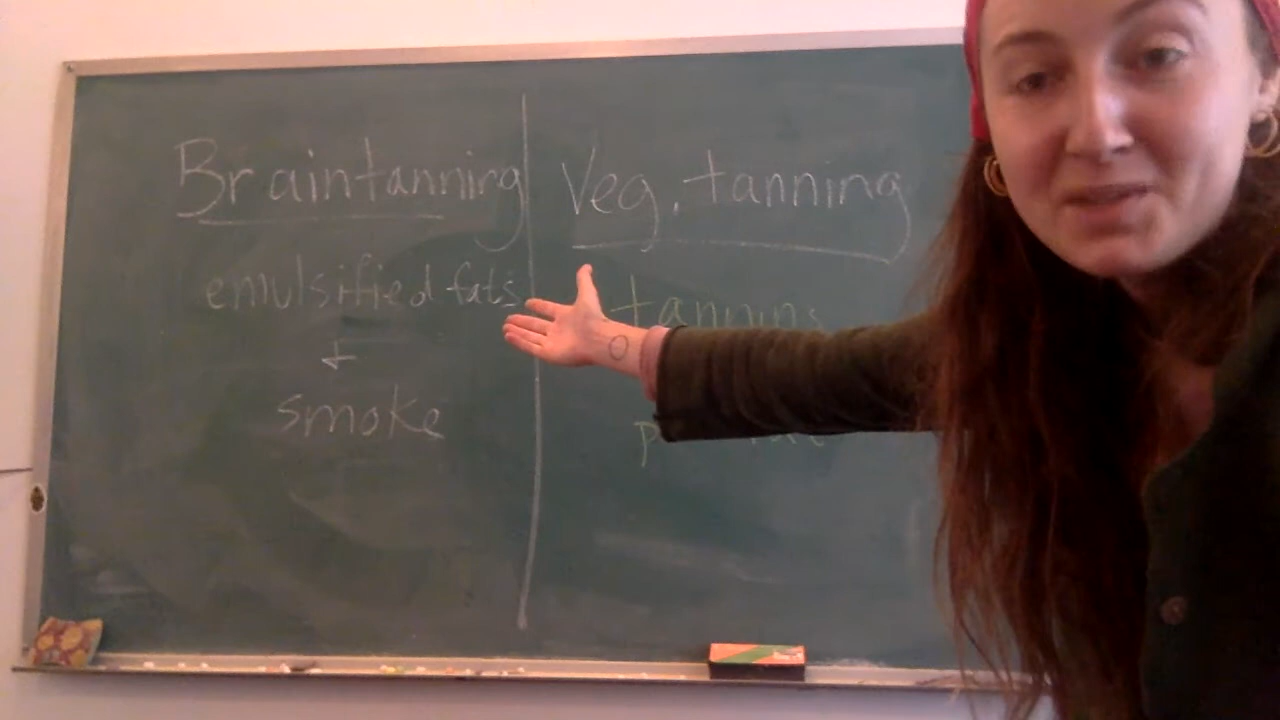 Braintanning
emulsified fats
+
smoke
Veg. tanning
tannins